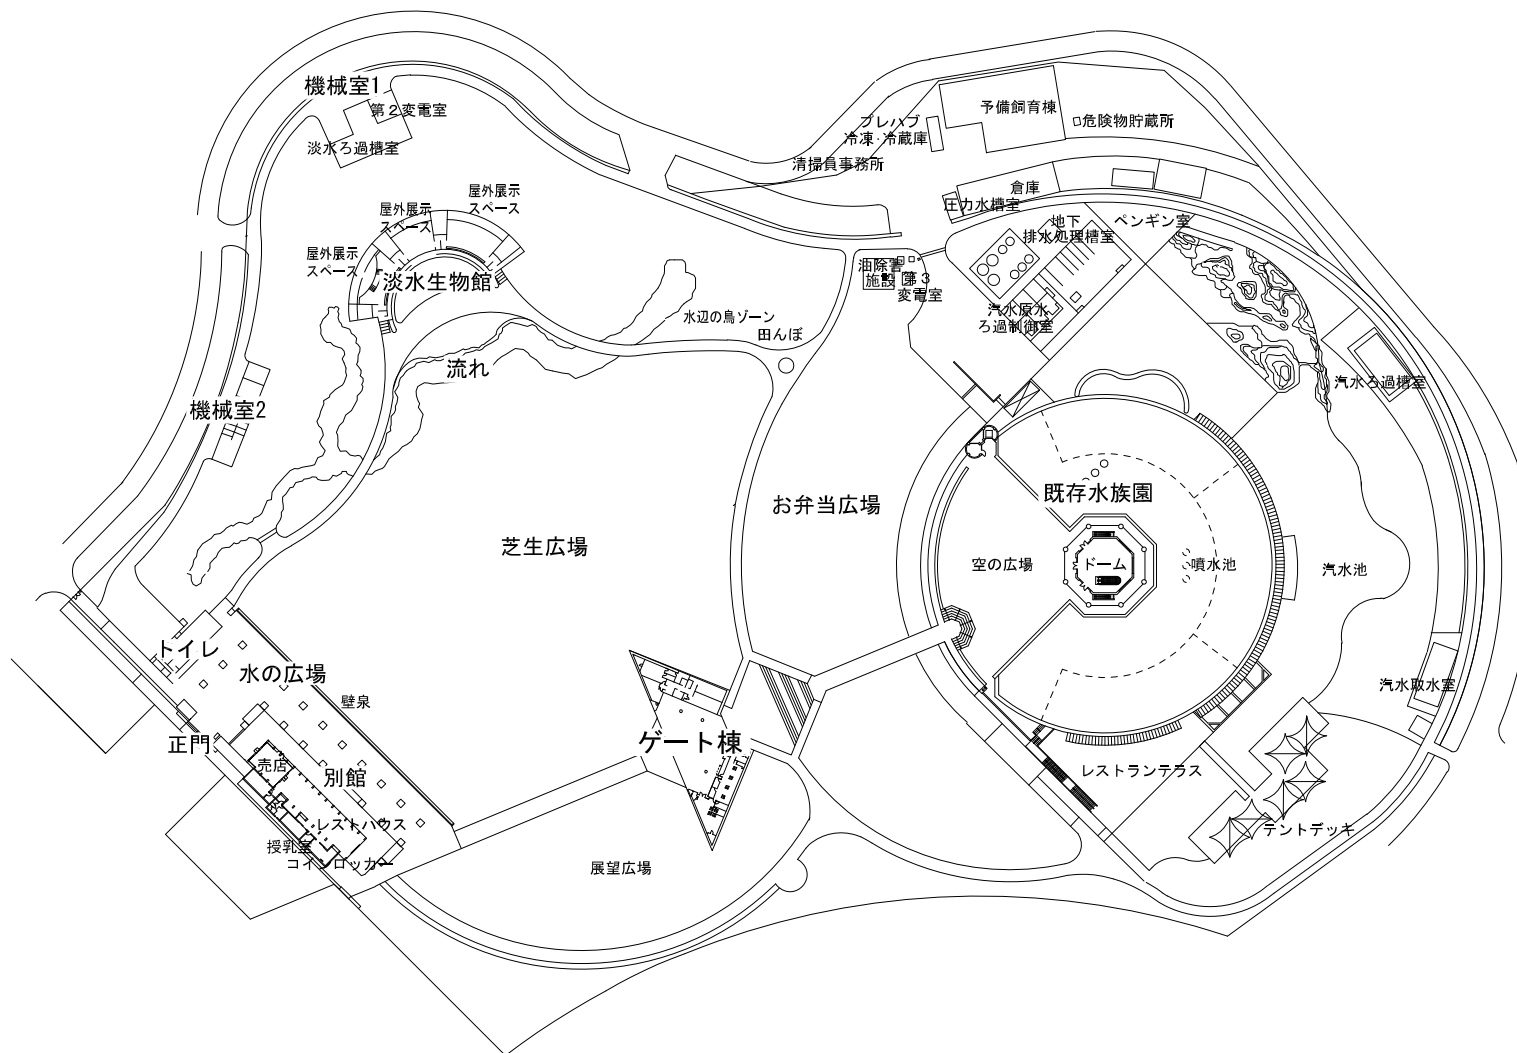 機械室1
第２変電室
淡水ろ過槽室
予備飼育棟
プレハブ
冷凍・冷蔵庫
危険物貯蔵所
清掃員事務所
屋外展示
スペース
屋外展示
スペース
屋外展示
スペース
倉庫
圧力水槽室
地下
排水処理槽室
ペンギン室
淡水生物館
油除害
施設
第３
変電室
汽水原水
ろ過制御室
水辺の鳥ゾーン
田んぼ
流れ
機械室2
汽水ろ過槽室
お弁当広場
既存水族園
芝生広場
空の広場
ドーム
噴水池
汽水池
トイレ
水の広場
壁泉
汽水取水室
正門
ゲート棟
売店
別館
レストランテラス
レストハウス
授乳室
コインロッカー
テントデッキ
展望広場